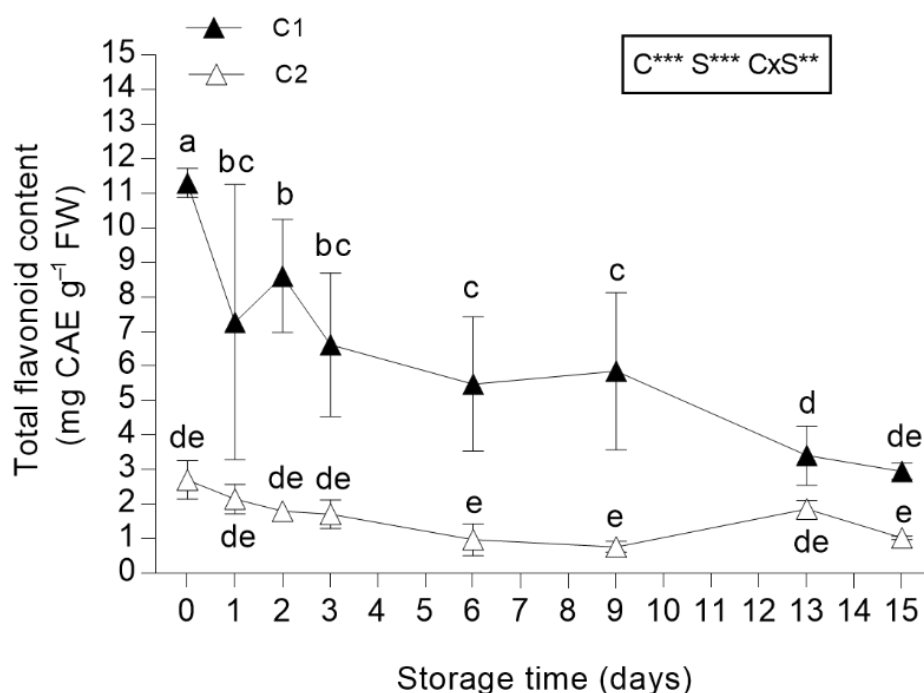 C1
C2
C*** S*** CxS**
Total flavonoid content
(mg CAE g⁻¹ FW)
15
14
13
12
11
10
9
8
7
6
5
4
3
2
1
0
a
bc
b
bc
c
c
d
de
de
de
de
de
e
e
de
e
0 1 2 3 4 5 6 7 8 9 10 11 12 13 14 15
Storage time (days)